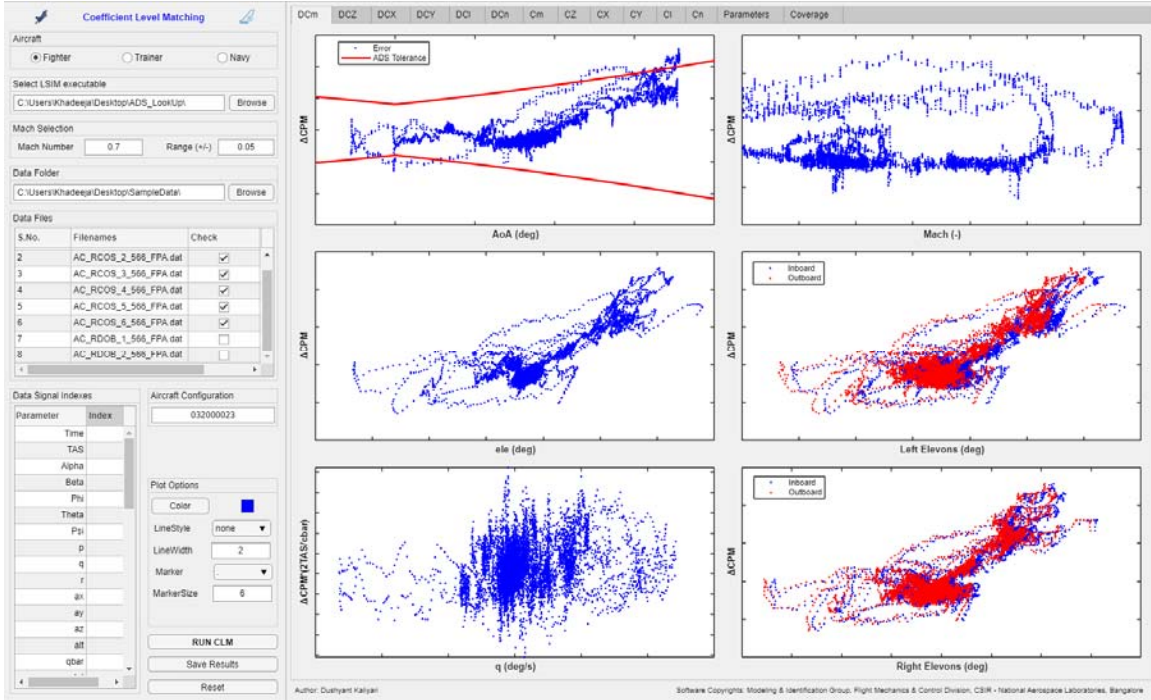 Coefficient Level Matching
Aircraft
Fighter Trainer Navy
Select LSIM executable
C:\Users\Khadeeja\Desktop\ADS_LookUp\ Browse
Mach Selection
Mach Number 0.7 Range (+/-) 0.05
Data Folder
C:\Users\Khadeeja\Desktop\SampleData\ Browse
Data Files
S.No. Filenames Check
2 AC_RCOS_2_566_FPA.dat
3 AC_RCOS_3_566_FPA.dat
4 AC_RCOS_4_566_FPA.dat
5 AC_RCOS_5_566_FPA.dat
6 AC_RCOS_6_566_FPA.dat
7 AC_RDOB_1_566_FPA.dat
8 AC_RDOB_2_566_FPA.dat
Data Signal Indexes
Parameter Index
Time
TAS
Alpha
Beta
Phi
Theta
Psi
p
q
r
ax
ay
az
alt
qbar
Aircraft Configuration
032000023
Plot Options
Color
LineStyle none
LineWidth 2
Marker .
MarkerSize 6
RUN CLM
Save Results
Reset
DCm DCZ DCX DCY DCl DCn Cm CZ CX CY Cl Cn Parameters Coverage
Error
ADS Tolerance
ΔCPM
AoA (deg)
ΔCPM
Mach (-)
ΔCPM
ele (deg)
Inboard
Outboard
ΔCPM
Left Elevons (deg)
ΔCPM (2TAS/cbar)
q (deg/s)
Inboard
Outboard
ΔCPM
Right Elevons (deg)
Author: Dushyant Kaliyari
Software Copyrights: Modeling & Identification Group, Flight Mechanics & Control Division, CSIR - National Aerospace Laboratories, Bangalore